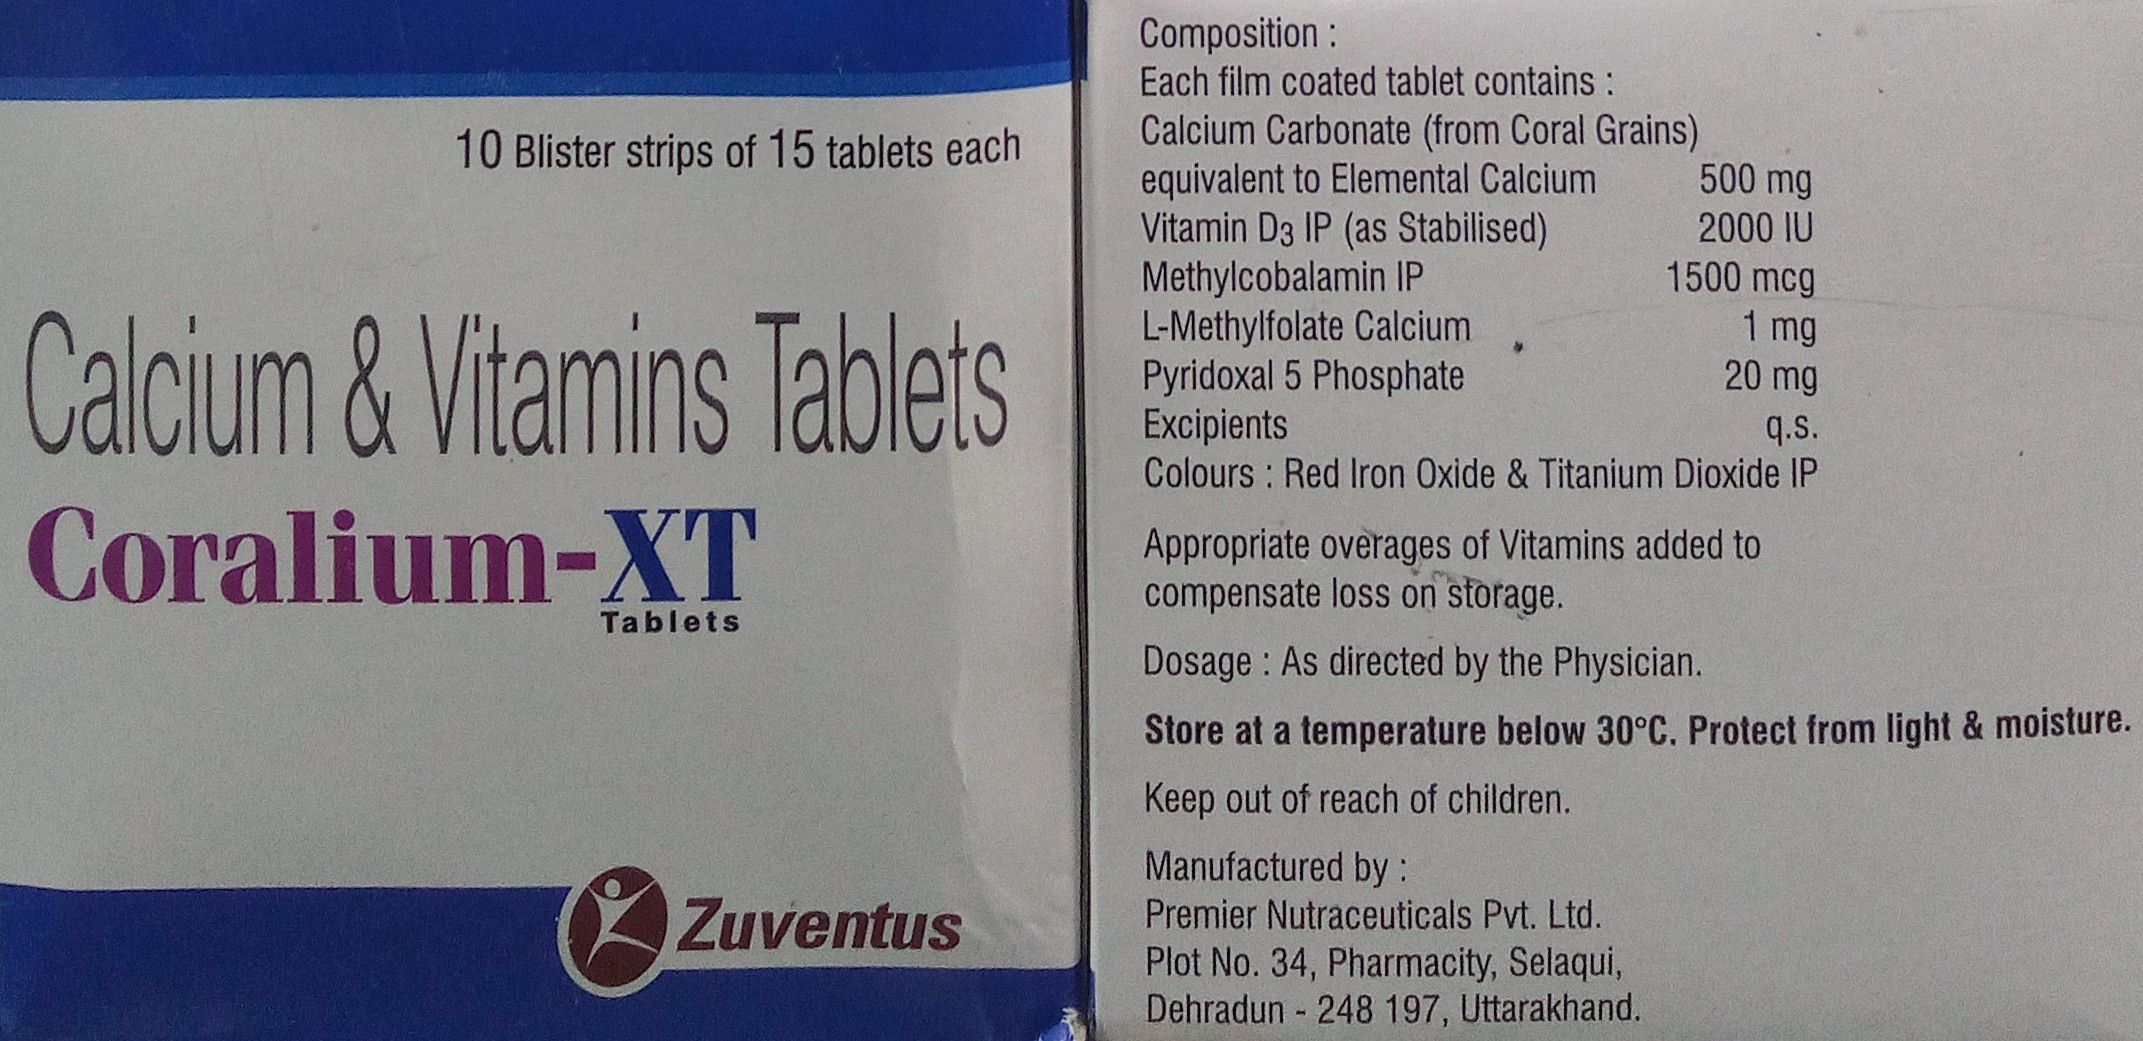 10 Blister strips of 15 tablets each
Calcium & Vitamins Tablets
Coralium-XT
Tablets
Zuventus
Composition :
Each film coated tablet contains :
Calcium Carbonate (from Coral Grains)
equivalent to Elemental Calcium 500 mg
Vitamin D3 IP (as Stabilised) 2000 IU
Methylcobalamin IP 1500 mcg
L-Methylfolate Calcium 1 mg
Pyridoxal 5 Phosphate 20 mg
Excipients q.s.
Colours : Red Iron Oxide & Titanium Dioxide IP
Appropriate overages of Vitamins added to
compensate loss on storage.
Dosage : As directed by the Physician.
Store at a temperature below 30°C. Protect from light & moisture.
Keep out of reach of children.
Manufactured by :
Premier Nutraceuticals Pvt. Ltd.
Plot No. 34, Pharmacity, Selaqui,
Dehradun - 248 197, Uttarakhand.